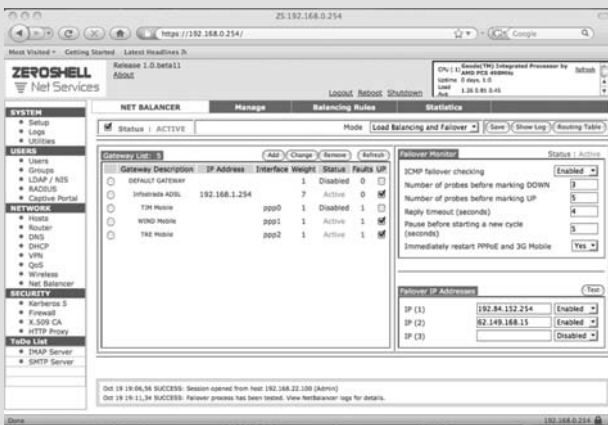 ZS:192.168.0.254
https://192.168.0.254/
Google
Most Visited Getting Started Latest Headlines
ZEROSHELL
Net Services
Release 1.0.beta11
About
Logout Reboot Shutdown
CPU (1) Geode(TM) Integrated Processor by AMD PCS 498MHz
Uptime 0 days, 1:0
Load Avg 1.26 0.81 0.45
Refresh
SYSTEM
Setup
Logs
Utilities
USERS
Users
Groups
LDAP / NIS
RADIUS
Captive Portal
NETWORK
Hosts
Router
DNS
DHCP
VPN
QoS
Wireless
Net Balancer
SECURITY
Kerberos 5
Firewall
X.509 CA
HTTP Proxy
ToDo List
IMAP Server
SMTP Server
NET BALANCER Manage Balancing Rules Statistics
Status : ACTIVE Mode Load Balancing and Failover Save Show Log Routing Table
Gateway List: 5 Add Change Remove Refresh
Gateway Description IP Address Interface Weight Status Faults UP
DEFAULT GATEWAY 1 Disabled 0
Infostrada ADSL 192.168.1.254 7 Active 0
TIM Mobile ppp0 1 Disabled 1
WIND Mobile ppp1 1 Active 1
TRE Mobile ppp2 1 Active 1
Failover Monitor Status : Active
ICMP failover checking Enabled
Number of probes before marking DOWN 3
Number of probes before marking UP 5
Reply timeout (seconds) 4
Pause before starting a new cycle (seconds) 5
Immediately restart PPPoE and 3G Mobile Yes
Failover IP Addresses Test
IP (1) 192.84.152.254 Enabled
IP (2) 62.149.168.15 Enabled
IP (3) Disabled
Oct 19 19:06,56 SUCCESS: Session opened from host 192.168.22.100 (Admin)
Oct 19 19:11,34 SUCCESS: Failover process has been tested. View NetBalancer logs for details.
Done 192.168.0.254